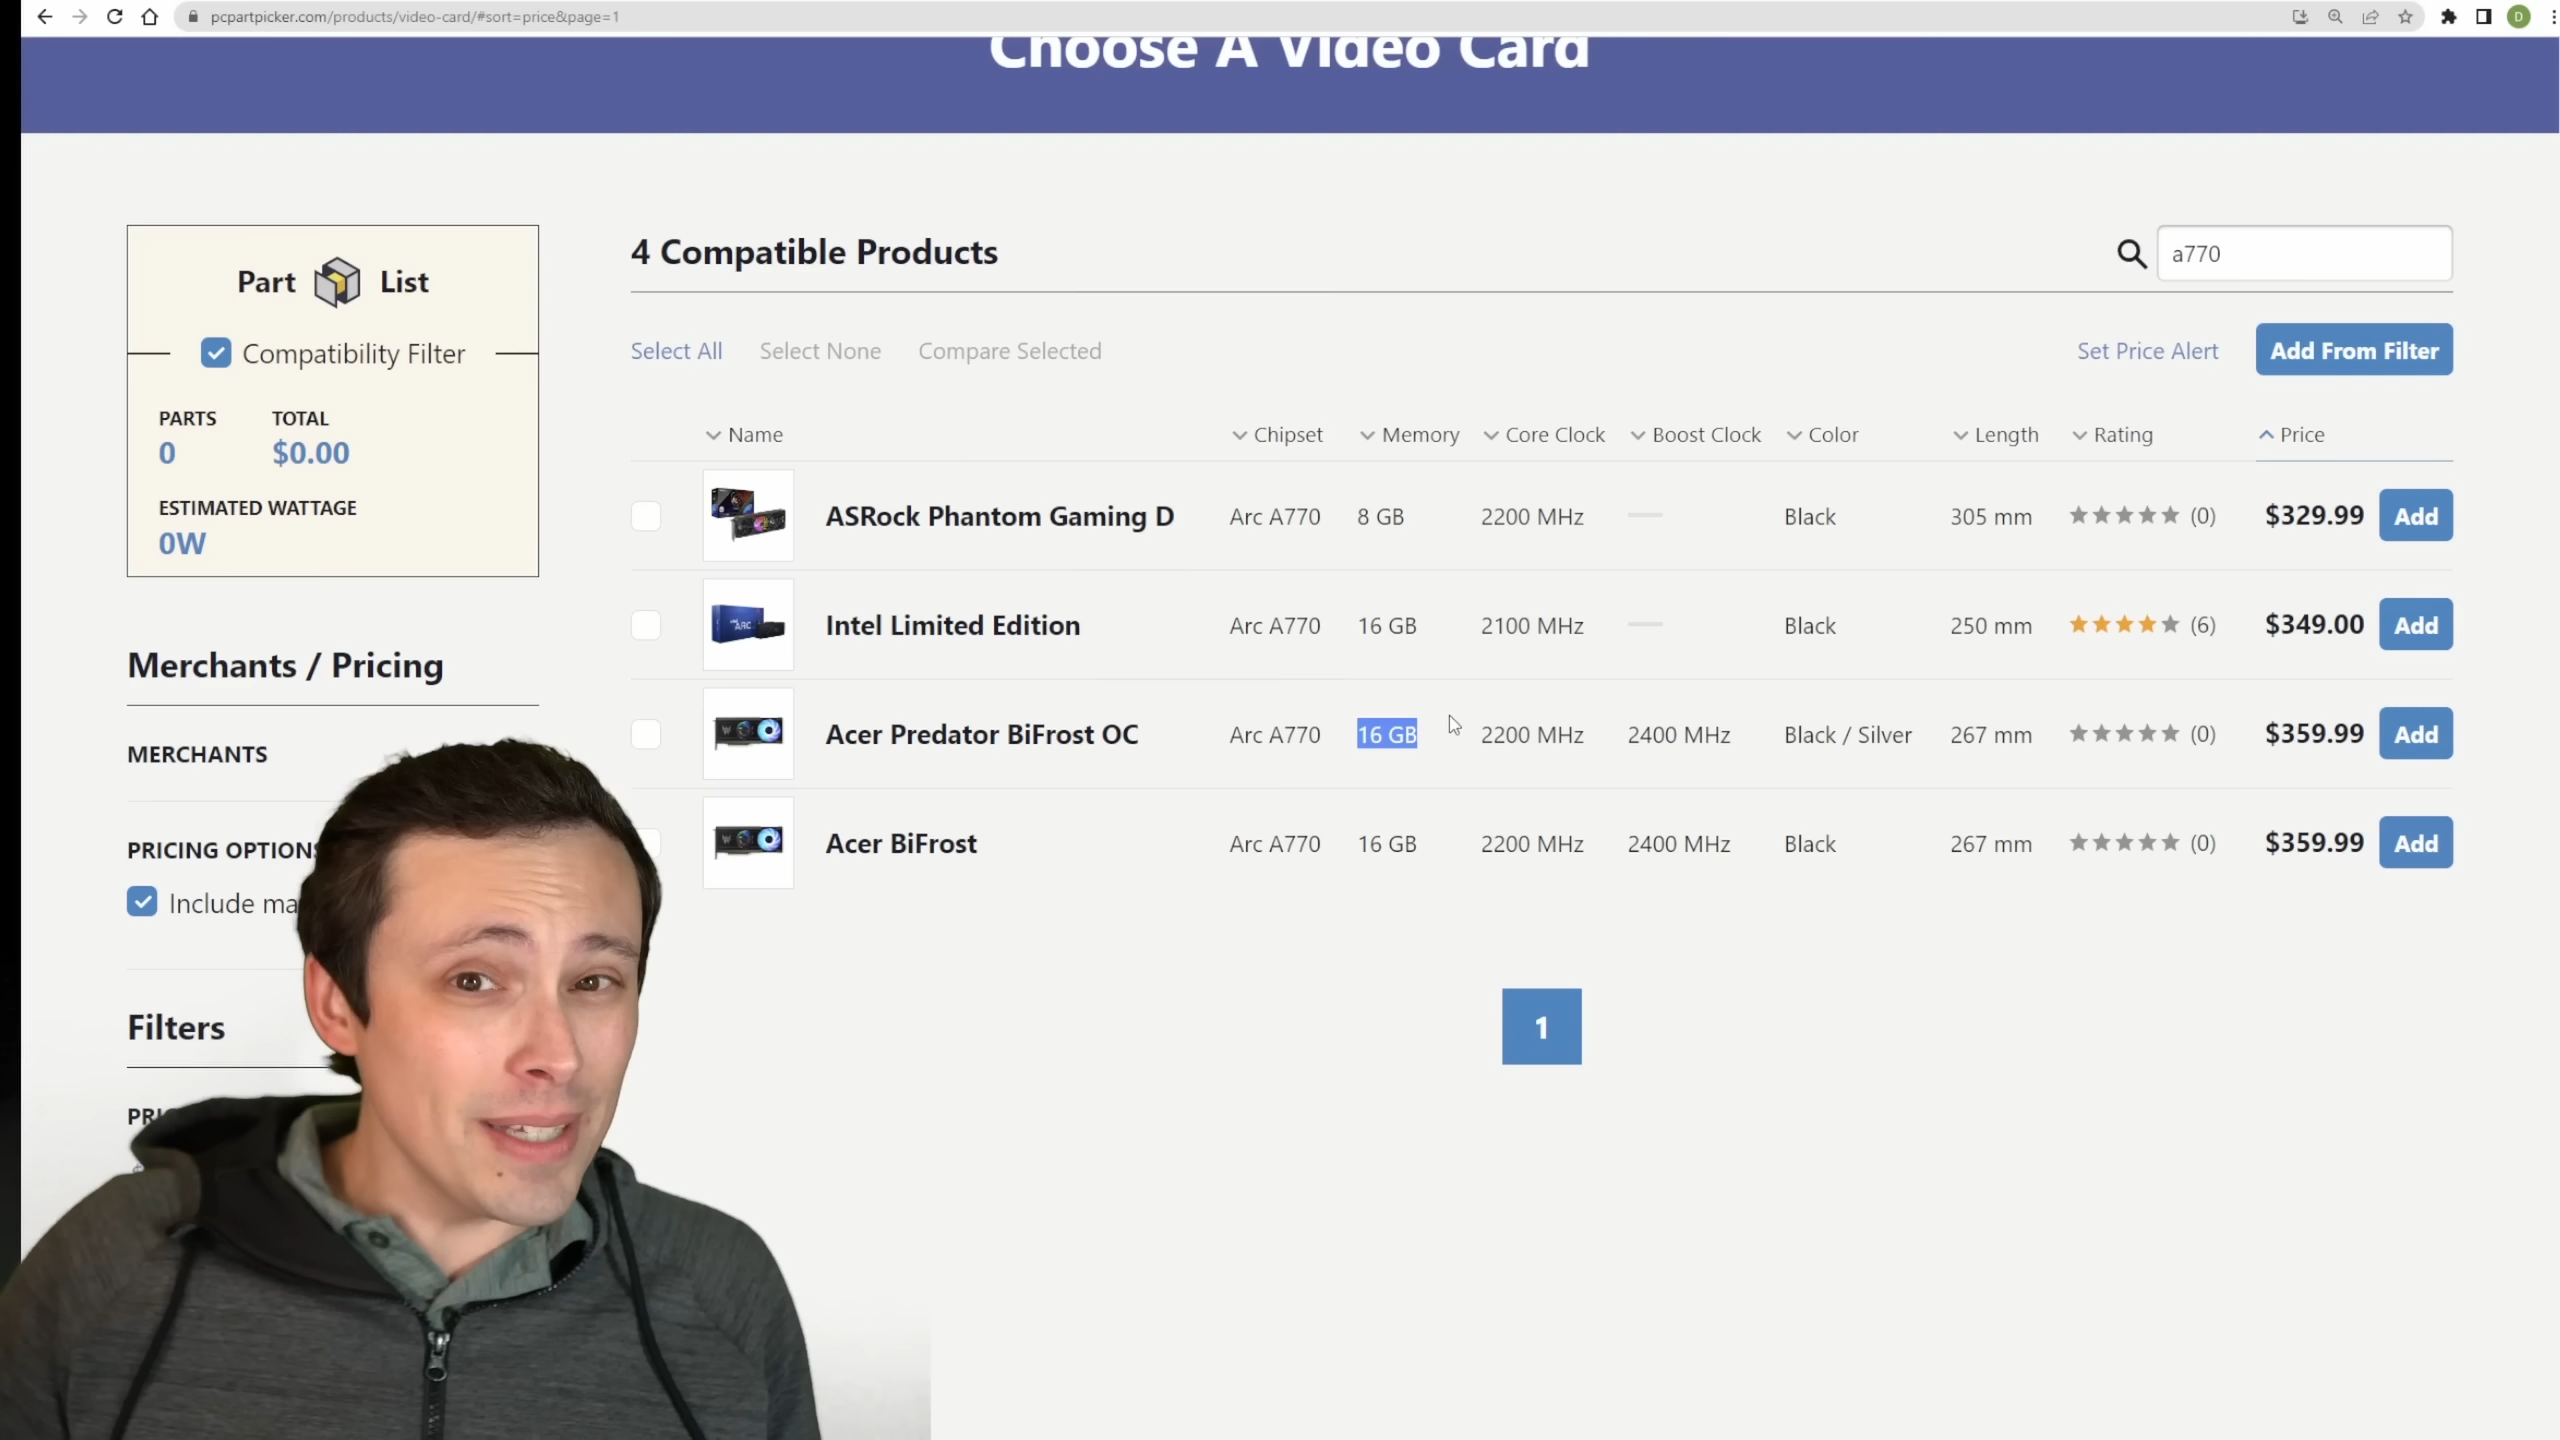 pcpartpicker.com/products/video-card/#sort=price&page=1
D
Choose A Video Card
Part List
Compatibility Filter
PARTS TOTAL
0 $0.00
ESTIMATED WATTAGE
0W
Merchants / Pricing
MERCHANTS
PRICING OPTIONS
Include ma
Filters
PRI
4 Compatible Products
a770
Select All Select None Compare Selected Set Price Alert Add From Filter
Name Chipset Memory Core Clock Boost Clock Color Length Rating Price
ASRock Phantom Gaming D Arc A770 8 GB 2200 MHz Black 305 mm (0) $329.99 Add
Intel Limited Edition Arc A770 16 GB 2100 MHz Black 250 mm (6) $349.00 Add
Acer Predator BiFrost OC Arc A770 16 GB 2200 MHz 2400 MHz Black / Silver 267 mm (0) $359.99 Add
Acer BiFrost Arc A770 16 GB 2200 MHz 2400 MHz Black 267 mm (0) $359.99 Add
1